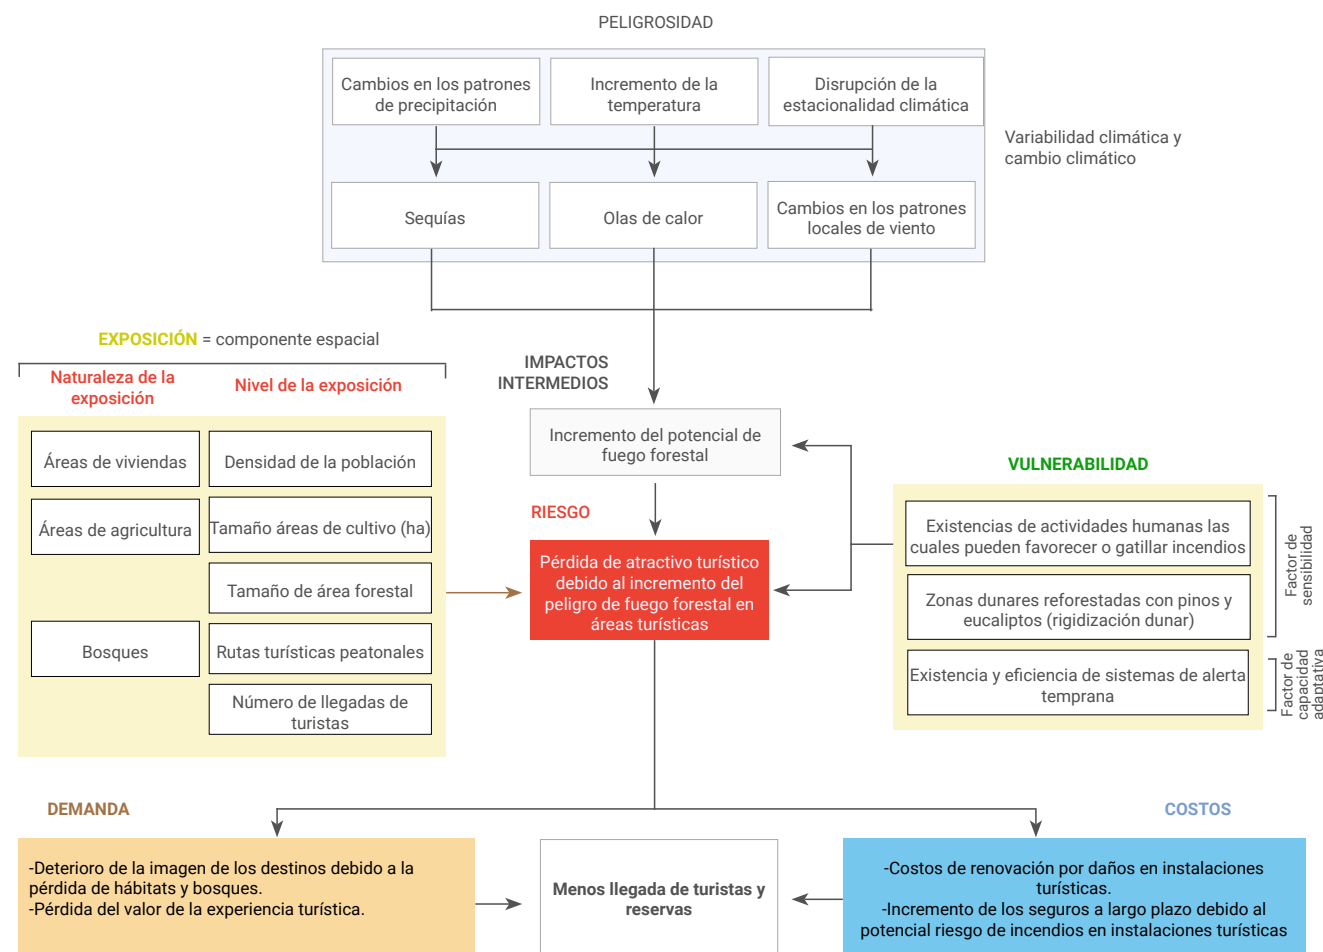 PELIGROSIDAD
Cambios en los patrones
de precipitación
Incremento de la
temperatura
Disrupción de la
estacionalidad climática
Variabilidad climática y
cambio climático
Sequías
Olas de calor
Cambios en los patrones
locales de viento
EXPOSICIÓN = componente espacial
Naturaleza de la
exposición
Nivel de la exposición
IMPACTOS
INTERMEDIOS
Incremento del potencial de
fuego forestal
Áreas de viviendas
Densidad de la población
Áreas de agricultura
Tamaño áreas de cultivo (ha)
Tamaño de área forestal
Bosques
Rutas turísticas peatonales
Número de llegadas de
turistas
RIESGO
Pérdida de atractivo turístico
debido al incremento del
peligro de fuego forestal en
áreas turísticas
VULNERABILIDAD
Existencias de actividades humanas las
cuales pueden favorecer o gatillar incendios
Zonas dunares reforestadas con pinos y
eucaliptos (rigidización dunar)
Existencia y eficiencia de sistemas de alerta
temprana
Factor de
sensibilidad
Factor de
capacidad
adaptativa
DEMANDA
-Deterioro de la imagen de los destinos debido a la
pérdida de hábitats y bosques.
-Pérdida del valor de la experiencia turística.
Menos llegada de turistas y
reservas
COSTOS
-Costos de renovación por daños en instalaciones
turísticas.
-Incremento de los seguros a largo plazo debido al
potencial riesgo de incendios en instalaciones turísticas